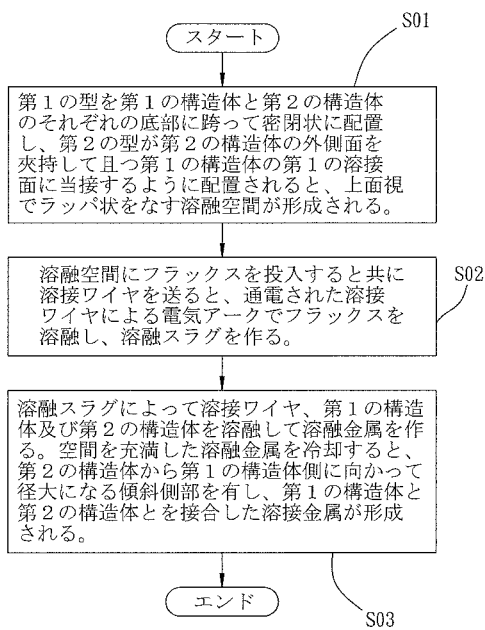 スタート
S01
第1の型を第1の構造体と第2の構造体
のそれぞれの底部に跨って密閉状に配置
し、第2の型が第2の構造体の外側面を
夾持して且つ第1の構造体の第1の溶接
面に当接するように配置されると、上面視
でラッパ状をなす溶融空間が形成される。
溶融空間にフラックスを投入すると共に
溶接ワイヤを送ると、通電された溶接
ワイヤによる電気アークでフラックスを
溶融し、溶融スラグを作る。
S02
溶融スラグによって溶接ワイヤ、第1の構造
体及び第2の構造体を溶融して溶融金属を作
る。空間を充満した溶融金属を冷却すると、
第2の構造体から第1の構造体側に向かって
径大になる傾斜側部を有し、第1の構造体と
第2の構造体とを接合した溶接金属が形成
される。
エンド
S03